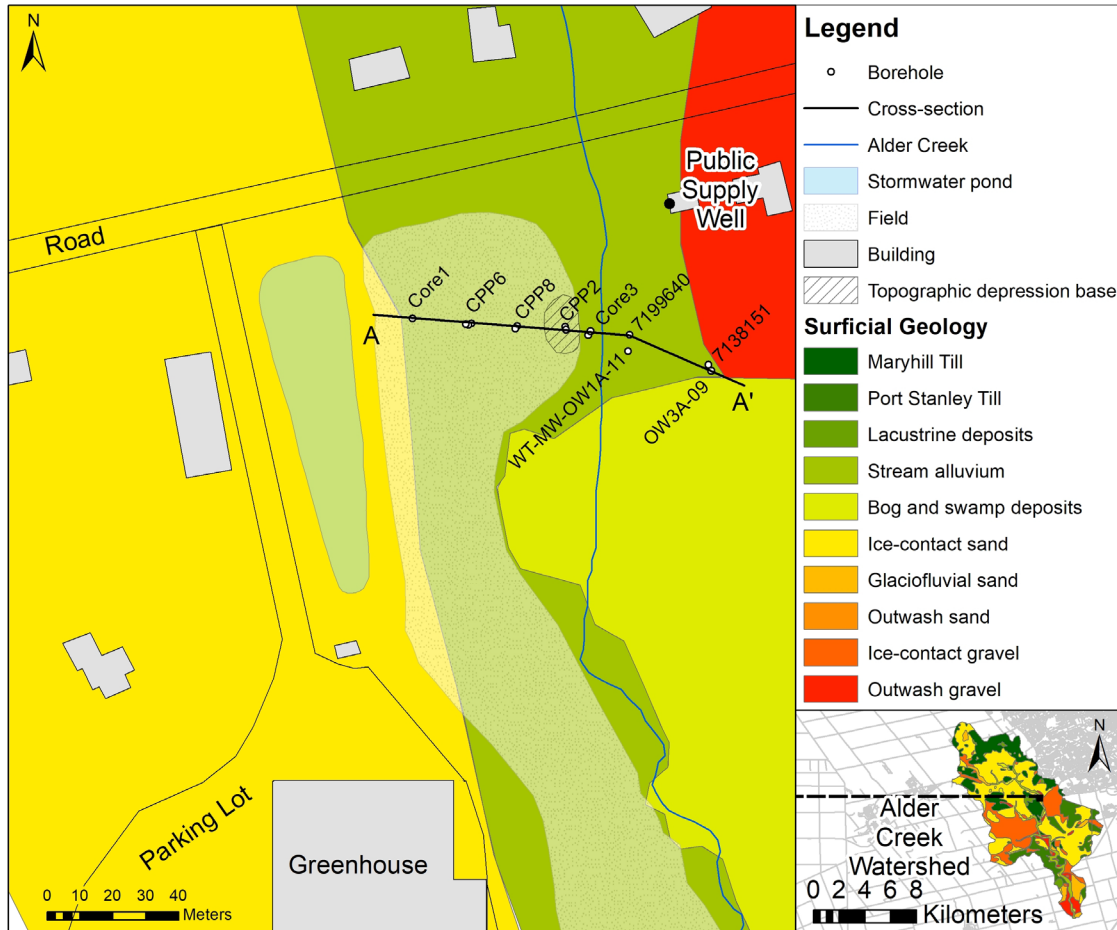 N
Road
Public
Supply
Well
Core1
CPP6
CPP8
CPP2
Core3
7199640
7138151
WT-MW-OW1A-11
OW3A-09
A
A'
Parking Lot
Greenhouse
0 10 20 30 40
Meters
Legend
Borehole
Cross-section
Alder Creek
Stormwater pond
Field
Building
Topographic depression base
Surficial Geology
Maryhill Till
Port Stanley Till
Lacustrine deposits
Stream alluvium
Bog and swamp deposits
Ice-contact sand
Glaciofluvial sand
Outwash sand
Ice-contact gravel
Outwash gravel
N
Alder
Creek
Watershed
0 2 4 6 8
Kilometers